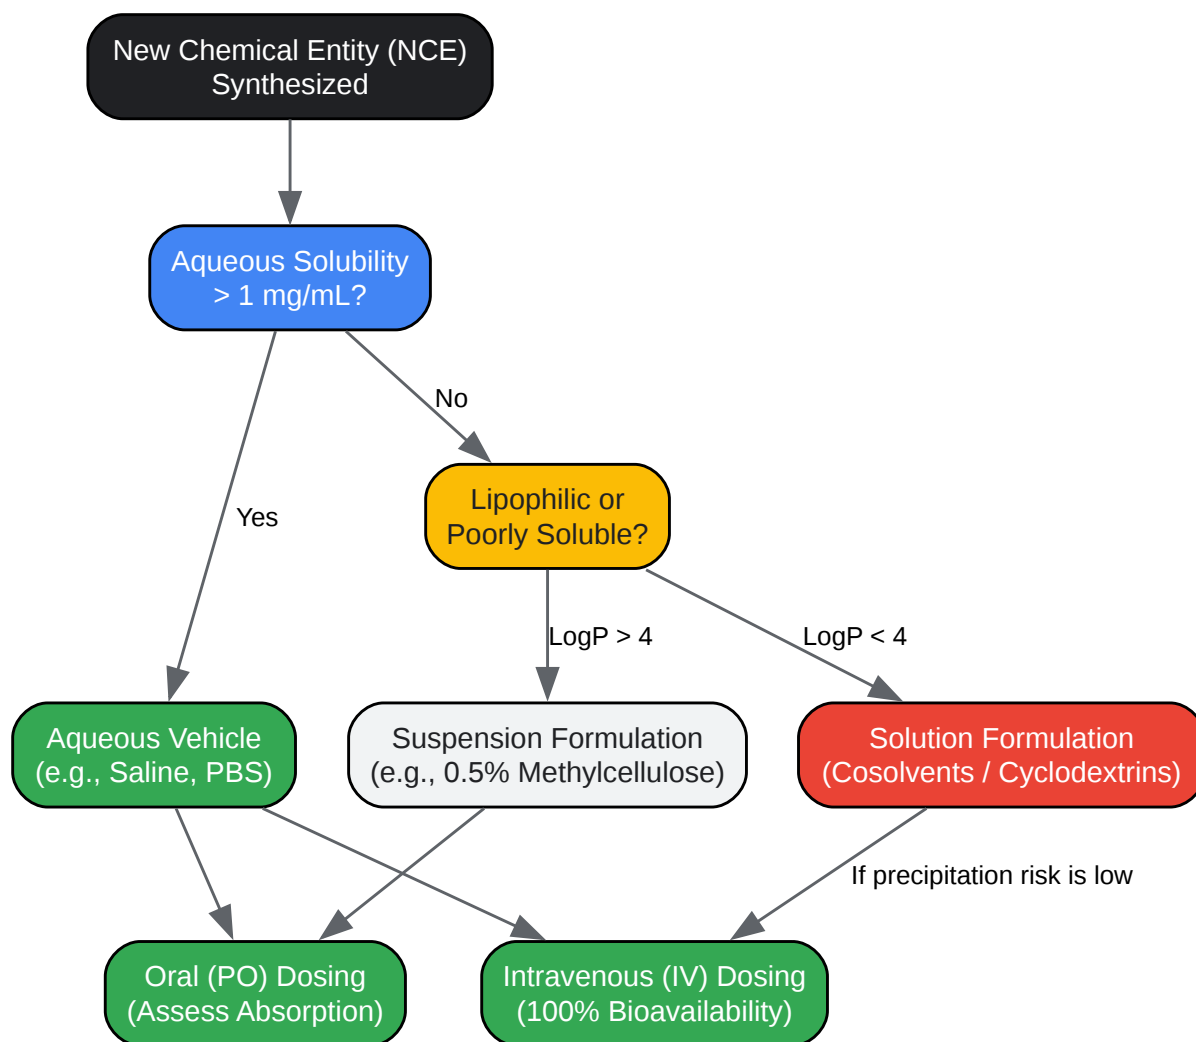 New Chemical Entity (NCE)
Synthesized
Aqueous Solubility
> 1 mg/mL?
No
Lipophilic or
Poorly Soluble?
Yes
LogP > 4
LogP < 4
Aqueous Vehicle
(e.g., Saline, PBS)
Suspension Formulation
(e.g., 0.5% Methylcellulose)
Solution Formulation
(Cosolvents / Cyclodextrins)
If precipitation risk is low
Oral (PO) Dosing
(Assess Absorption)
Intravenous (IV) Dosing
(100% Bioavailability)